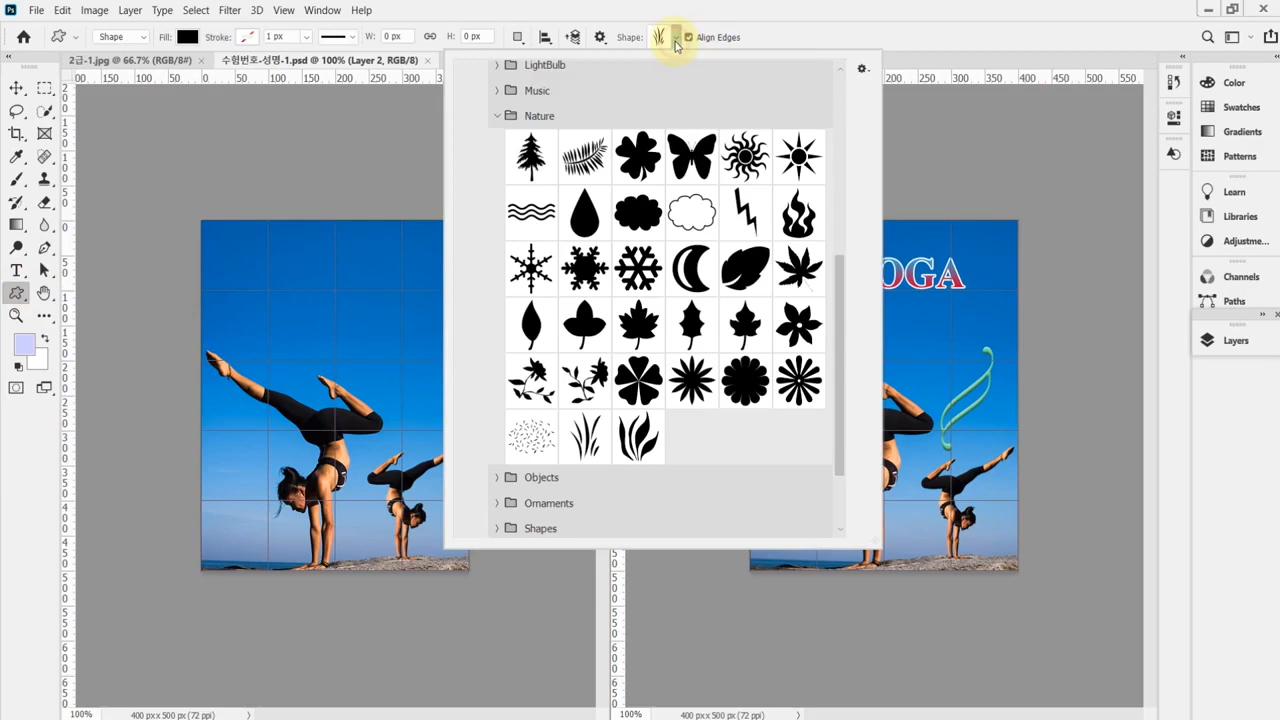 Ps File Edit Image Layer Type Select Filter 3D View Window Help
Shape Fill: Stroke: 1 px W: 0 px H: 0 px Shape: Align Edges
2급-1.jpg @ 66.7% (RGB/8#) × 수험번호-성명-1.psd @ 100% (Layer 2, RGB/8) ×
LightBulb
Music
Nature
Objects
Ornaments
Shapes
OGA
Color
Swatches
Gradients
Patterns
Learn
Libraries
Adjustme...
Channels
Paths
Layers
100% 400 px x 500 px (72 ppi)
100% 400 px x 500 px (72 ppi)